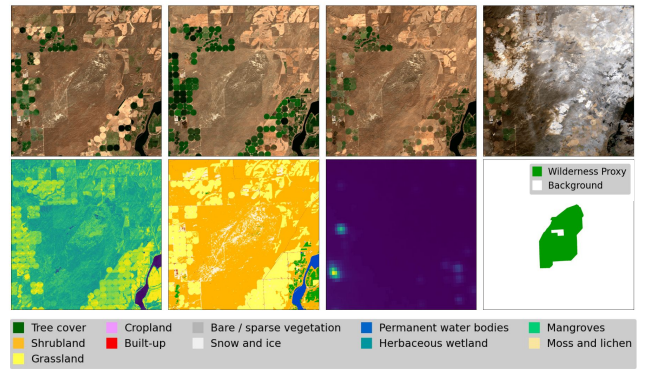 Wilderness Proxy
Background
Tree cover
Cropland
Bare / sparse vegetation
Permanent water bodies
Mangroves
Shrubland
Built-up
Snow and ice
Herbaceous wetland
Moss and lichen
Grassland